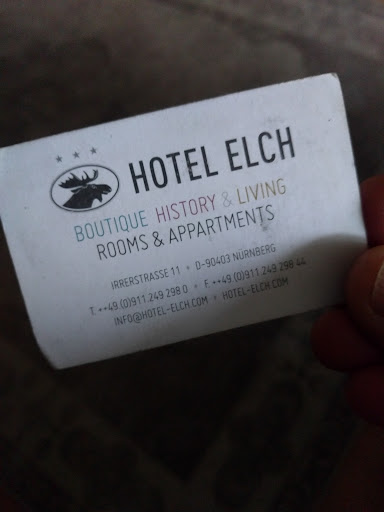 HOTEL ELCH
BOUTIQUE HISTORY & LIVING
ROOMS & APPARTMENTS
IRRERSTRASSE 11 • D-90403 NÜRNBERG
T. ++49 (0)911.249 298 0 • F. ++49 (0)911.249 298 44
INFO@HOTEL-ELCH.COM • HOTEL-ELCH.COM